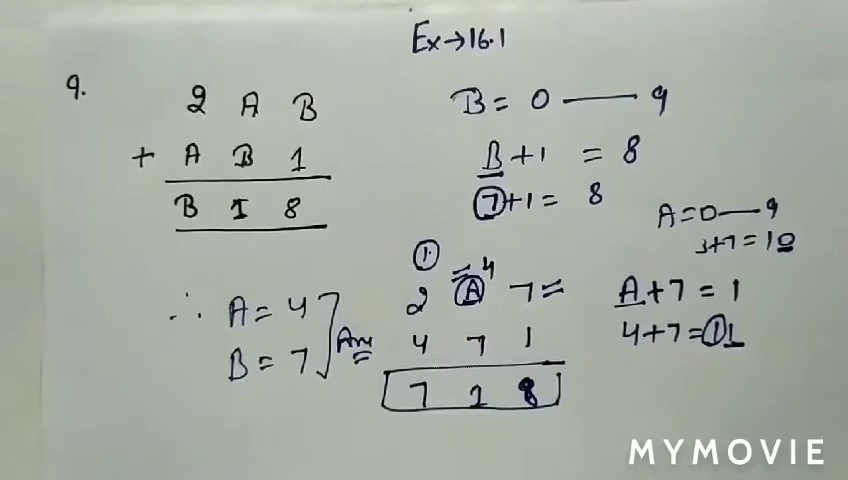 Ex→16.1
9.
2 A B
+ A B 1
B 1 8
B = 0 — 9
B + 1 = 8
7 + 1 = 8
A = 0 — 9
3+7 = 10
A + 7 = 1
4 + 7 = 11
1
= 4
2 A 7 =
4 7 1
7 1 8
∴ A = 4
B = 7
Ans
MYMOVIE